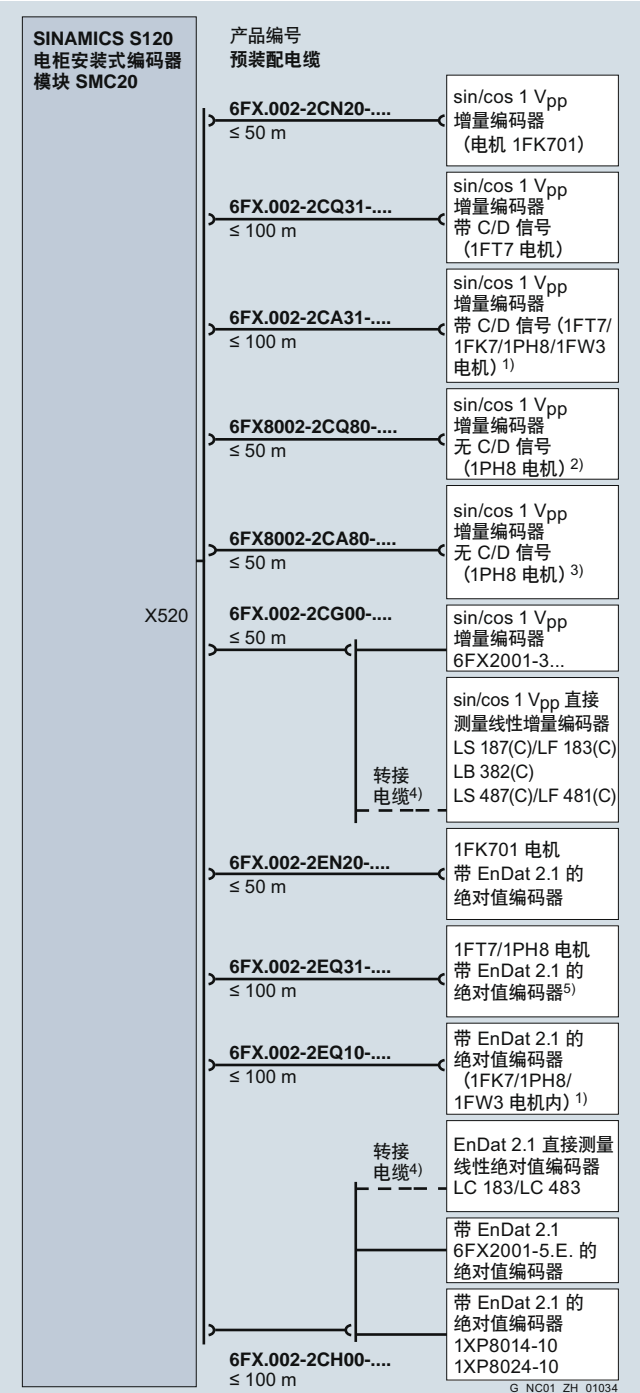 SINAMICS S120
电柜安装式编码器
模块 SMC20
产品编号
预装配电缆
6FX.002-2CN20-....
≤ 50 m
sin/cos 1 Vpp
增量编码器
（电机 1FK701）
6FX.002-2CQ31-....
≤ 100 m
sin/cos 1 Vpp
增量编码器
带 C/D 信号
（1FT7 电机）
6FX.002-2CA31-....
≤ 100 m
sin/cos 1 Vpp
增量编码器
带 C/D 信号（1FT7/
1FK7/1PH8/1FW3
电机）1)
6FX8002-2CQ80-....
≤ 50 m
sin/cos 1 Vpp
增量编码器
无 C/D 信号
（1PH8 电机）2)
6FX8002-2CA80-....
≤ 50 m
sin/cos 1 Vpp
增量编码器
无 C/D 信号
（1PH8 电机）3)
X520
6FX.002-2CG00-....
≤ 50 m
sin/cos 1 Vpp
增量编码器
6FX2001-3...
sin/cos 1 Vpp 直接
测量线性增量编码器
LS 187(C)/LF 183(C)
LB 382(C)
LS 487(C)/LF 481(C)
转接
电缆4)
6FX.002-2EN20-....
≤ 50 m
1FK701 电机
带 EnDat 2.1 的
绝对值编码器
6FX.002-2EQ31-....
≤ 100 m
1FT7/1PH8 电机
带 EnDat 2.1 的
绝对值编码器5)
6FX.002-2EQ10-....
≤ 100 m
带 EnDat 2.1 的
绝对值编码器
（1FK7/1PH8/
1FW3 电机内）1)
转接
电缆4)
EnDat 2.1 直接测量
线性绝对值编码器
LC 183/LC 483
带 EnDat 2.1
6FX2001-5.E. 的
绝对值编码器
带 EnDat 2.1 的
绝对值编码器
1XP8014-10
1XP8024-10
6FX.002-2CH00-....
≤ 100 m
G_NC01_ZH_01034